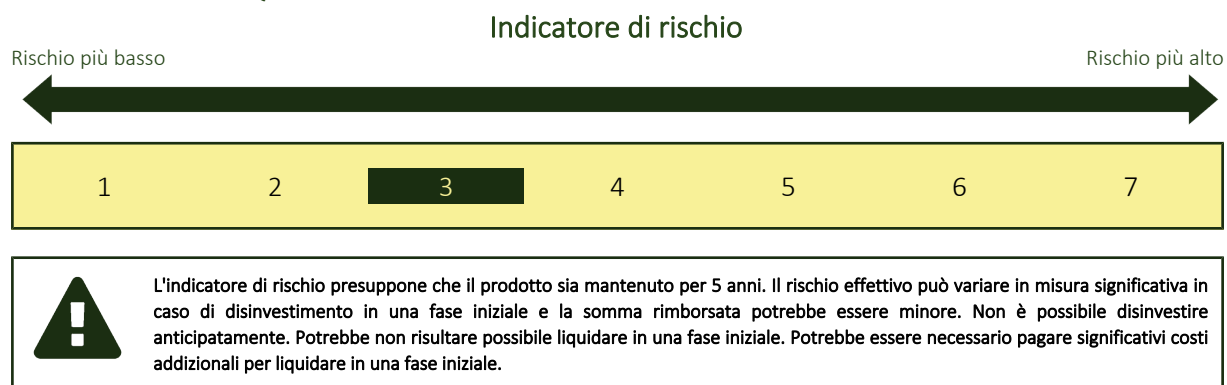 Indicatore di rischio
Rischio più basso
Rischio più alto
1 2 3 4 5 6 7
L'indicatore di rischio presuppone che il prodotto sia mantenuto per 5 anni. Il rischio effettivo può variare in misura significativa in
caso di disinvestimento in una fase iniziale e la somma rimborsata potrebbe essere minore. Non è possibile disinvestire
anticipatamente. Potrebbe non risultare possibile liquidare in una fase iniziale. Potrebbe essere necessario pagare significativi costi
addizionali per liquidare in una fase iniziale.